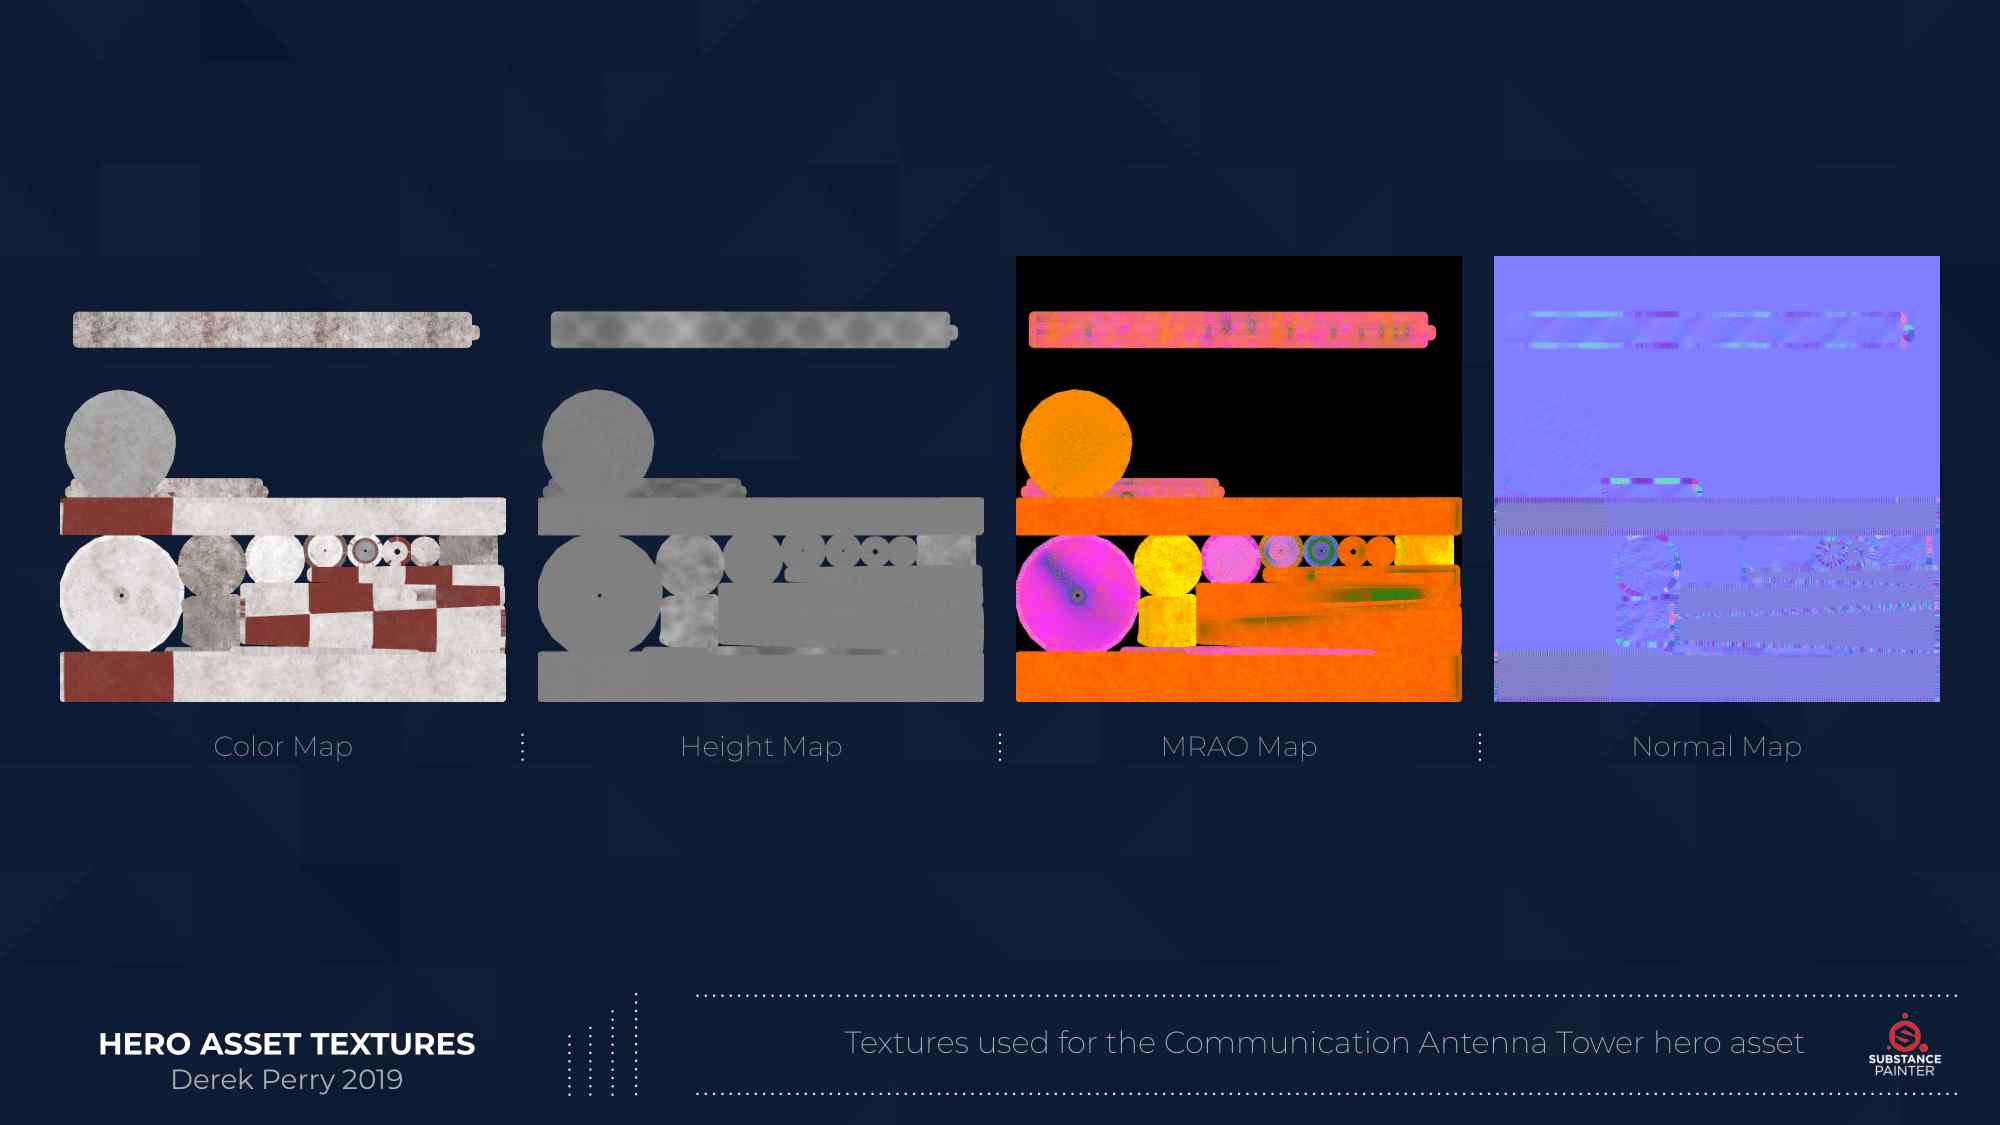 Color Map
Height Map
MRAO Map
Normal Map
HERO ASSET TEXTURES
Derek Perry 2019
Textures used for the Communication Antenna Tower hero asset
SUBSTANCE
PAINTER